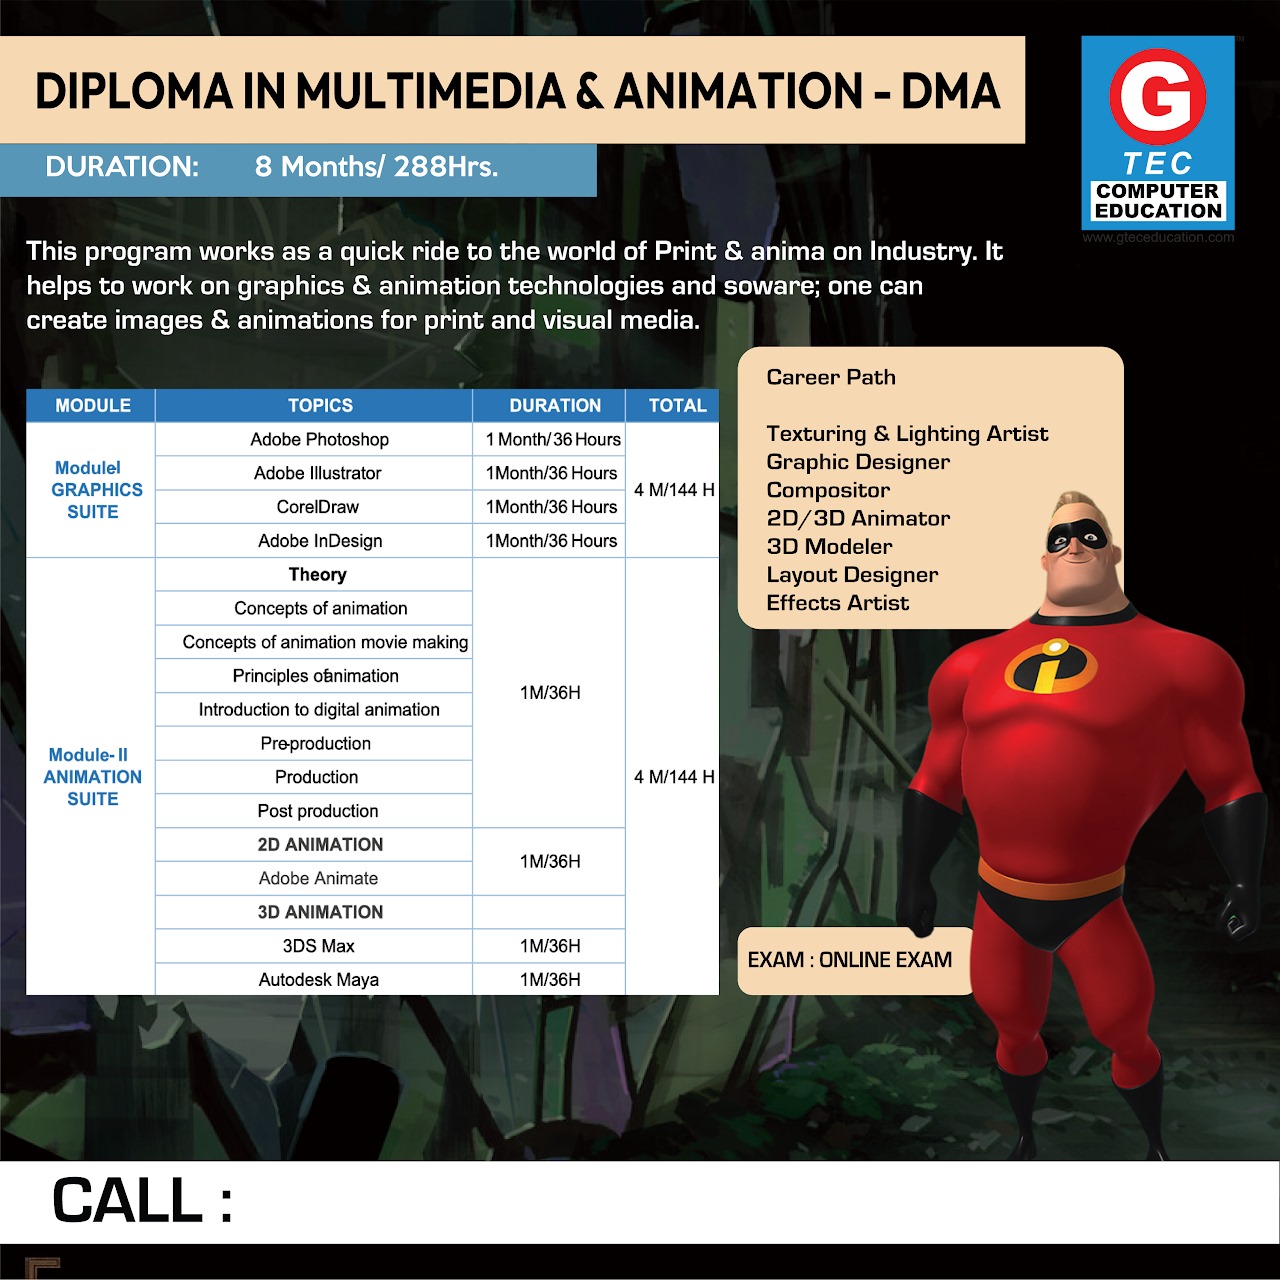 DIPLOMA IN MULTIMEDIA & ANIMATION - DMA
G
TEC
COMPUTER
EDUCATION
www.gteceducation.com
DURATION: 8 Months/ 288Hrs.
This program works as a quick ride to the world of Print & anima on Industry. It
helps to work on graphics & animation technologies and soware; one can
create images & animations for print and visual media.
MODULE TOPICS DURATION TOTAL
ModuleI
GRAPHICS
SUITE
Adobe Photoshop 1 Month/36 Hours
Adobe Illustrator 1Month/36 Hours
CorelDraw 1Month/36 Hours
Adobe InDesign 1Month/36 Hours
4 M/144 H
Module- II
ANIMATION
SUITE
Theory
Concepts of animation
Concepts of animation movie making
Principles ofanimation
Introduction to digital animation
Pre-production
Production
Post production
1M/36H
2D ANIMATION
Adobe Animate
1M/36H
3D ANIMATION
3DS Max 1M/36H
Autodesk Maya 1M/36H
4 M/144 H
Career Path
Texturing & Lighting Artist
Graphic Designer
Compositor
2D/3D Animator
3D Modeler
Layout Designer
Effects Artist
i
EXAM : ONLINE EXAM
CALL :